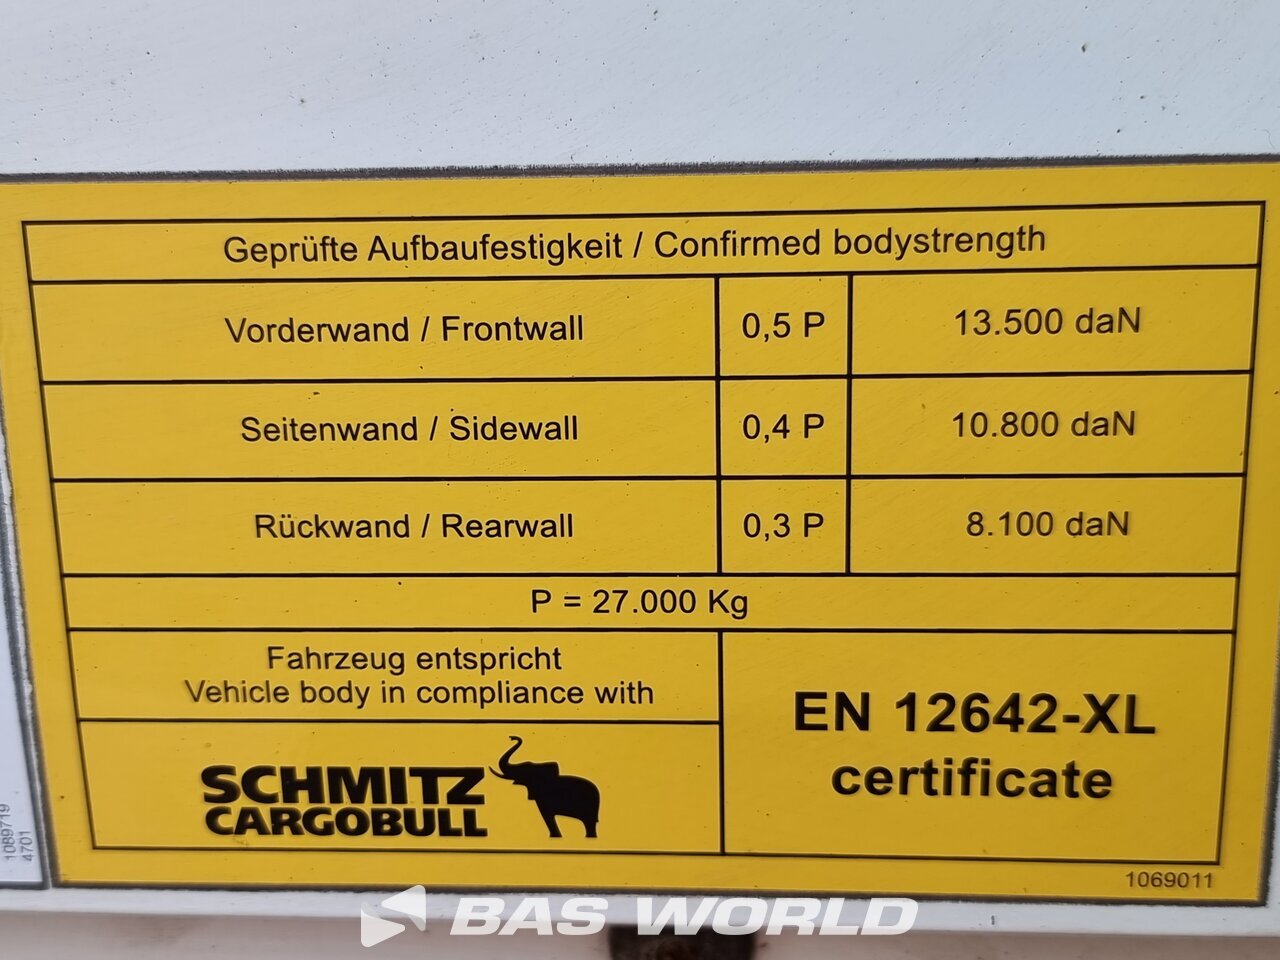 Geprüfte Aufbaufestigkeit / Confirmed bodystrength
Vorderwand / Frontwall 0,5 P 13.500 daN
Seitenwand / Sidewall 0,4 P 10.800 daN
Rückwand / Rearwall 0,3 P 8.100 daN
P = 27.000 Kg
Fahrzeug entspricht
Vehicle body in compliance with
EN 12642-XL
certificate
SCHMITZ
CARGOBULL
1069011
1089719
4701
BAS WORLD